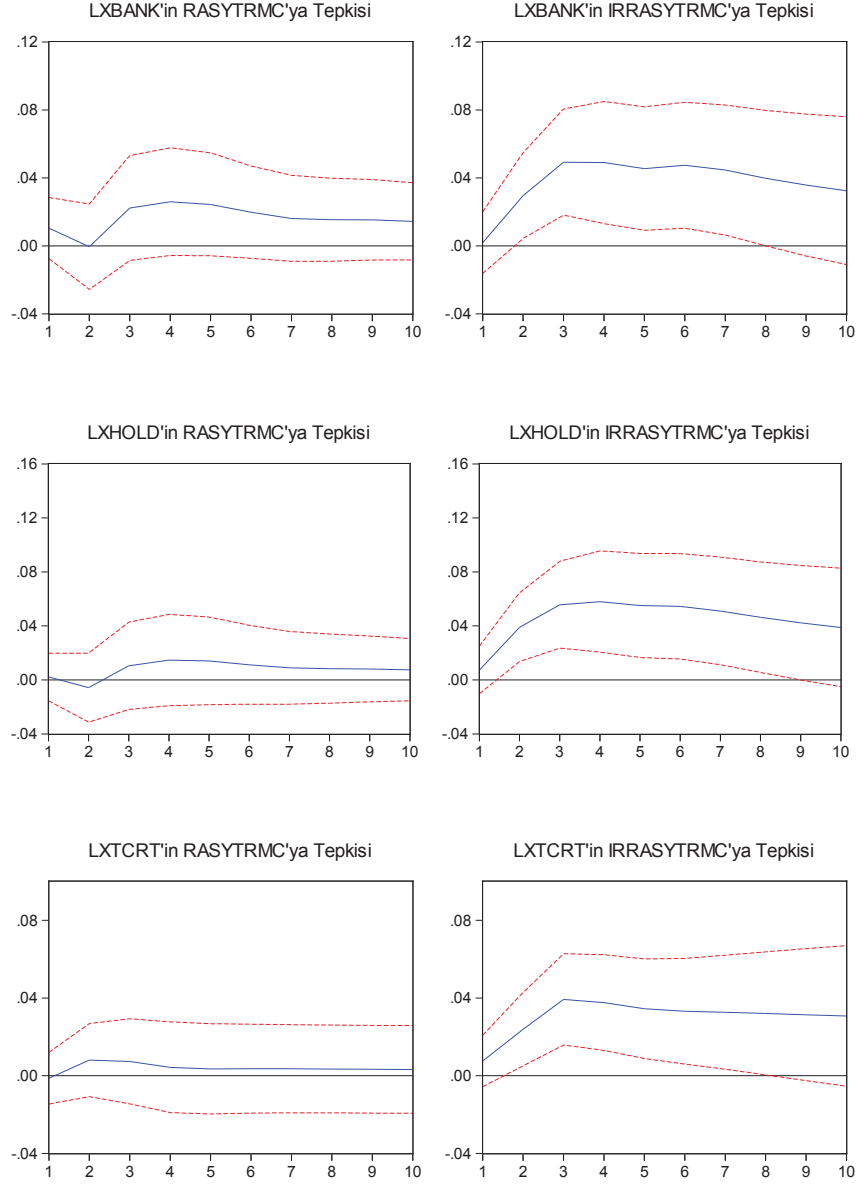 LXBANK'in RASYTRMC'ya Tepkisi
.12
.08
.04
.00
-.04
1 2 3 4 5 6 7 8 9 10
LXBANK'in IRRASYTRMC'ya Tepkisi
.12
.08
.04
.00
-.04
1 2 3 4 5 6 7 8 9 10
LXHOLD'in RASYTRMC'ya Tepkisi
.16
.12
.08
.04
.00
-.04
1 2 3 4 5 6 7 8 9 10
LXHOLD'in IRRASYTRMC'ya Tepkisi
.16
.12
.08
.04
.00
-.04
1 2 3 4 5 6 7 8 9 10
LXTCRT'in RASYTRMC'ya Tepkisi
.08
.04
.00
-.04
1 2 3 4 5 6 7 8 9 10
LXTCRT'in IRRASYTRMC'ya Tepkisi
.08
.04
.00
-.04
1 2 3 4 5 6 7 8 9 10